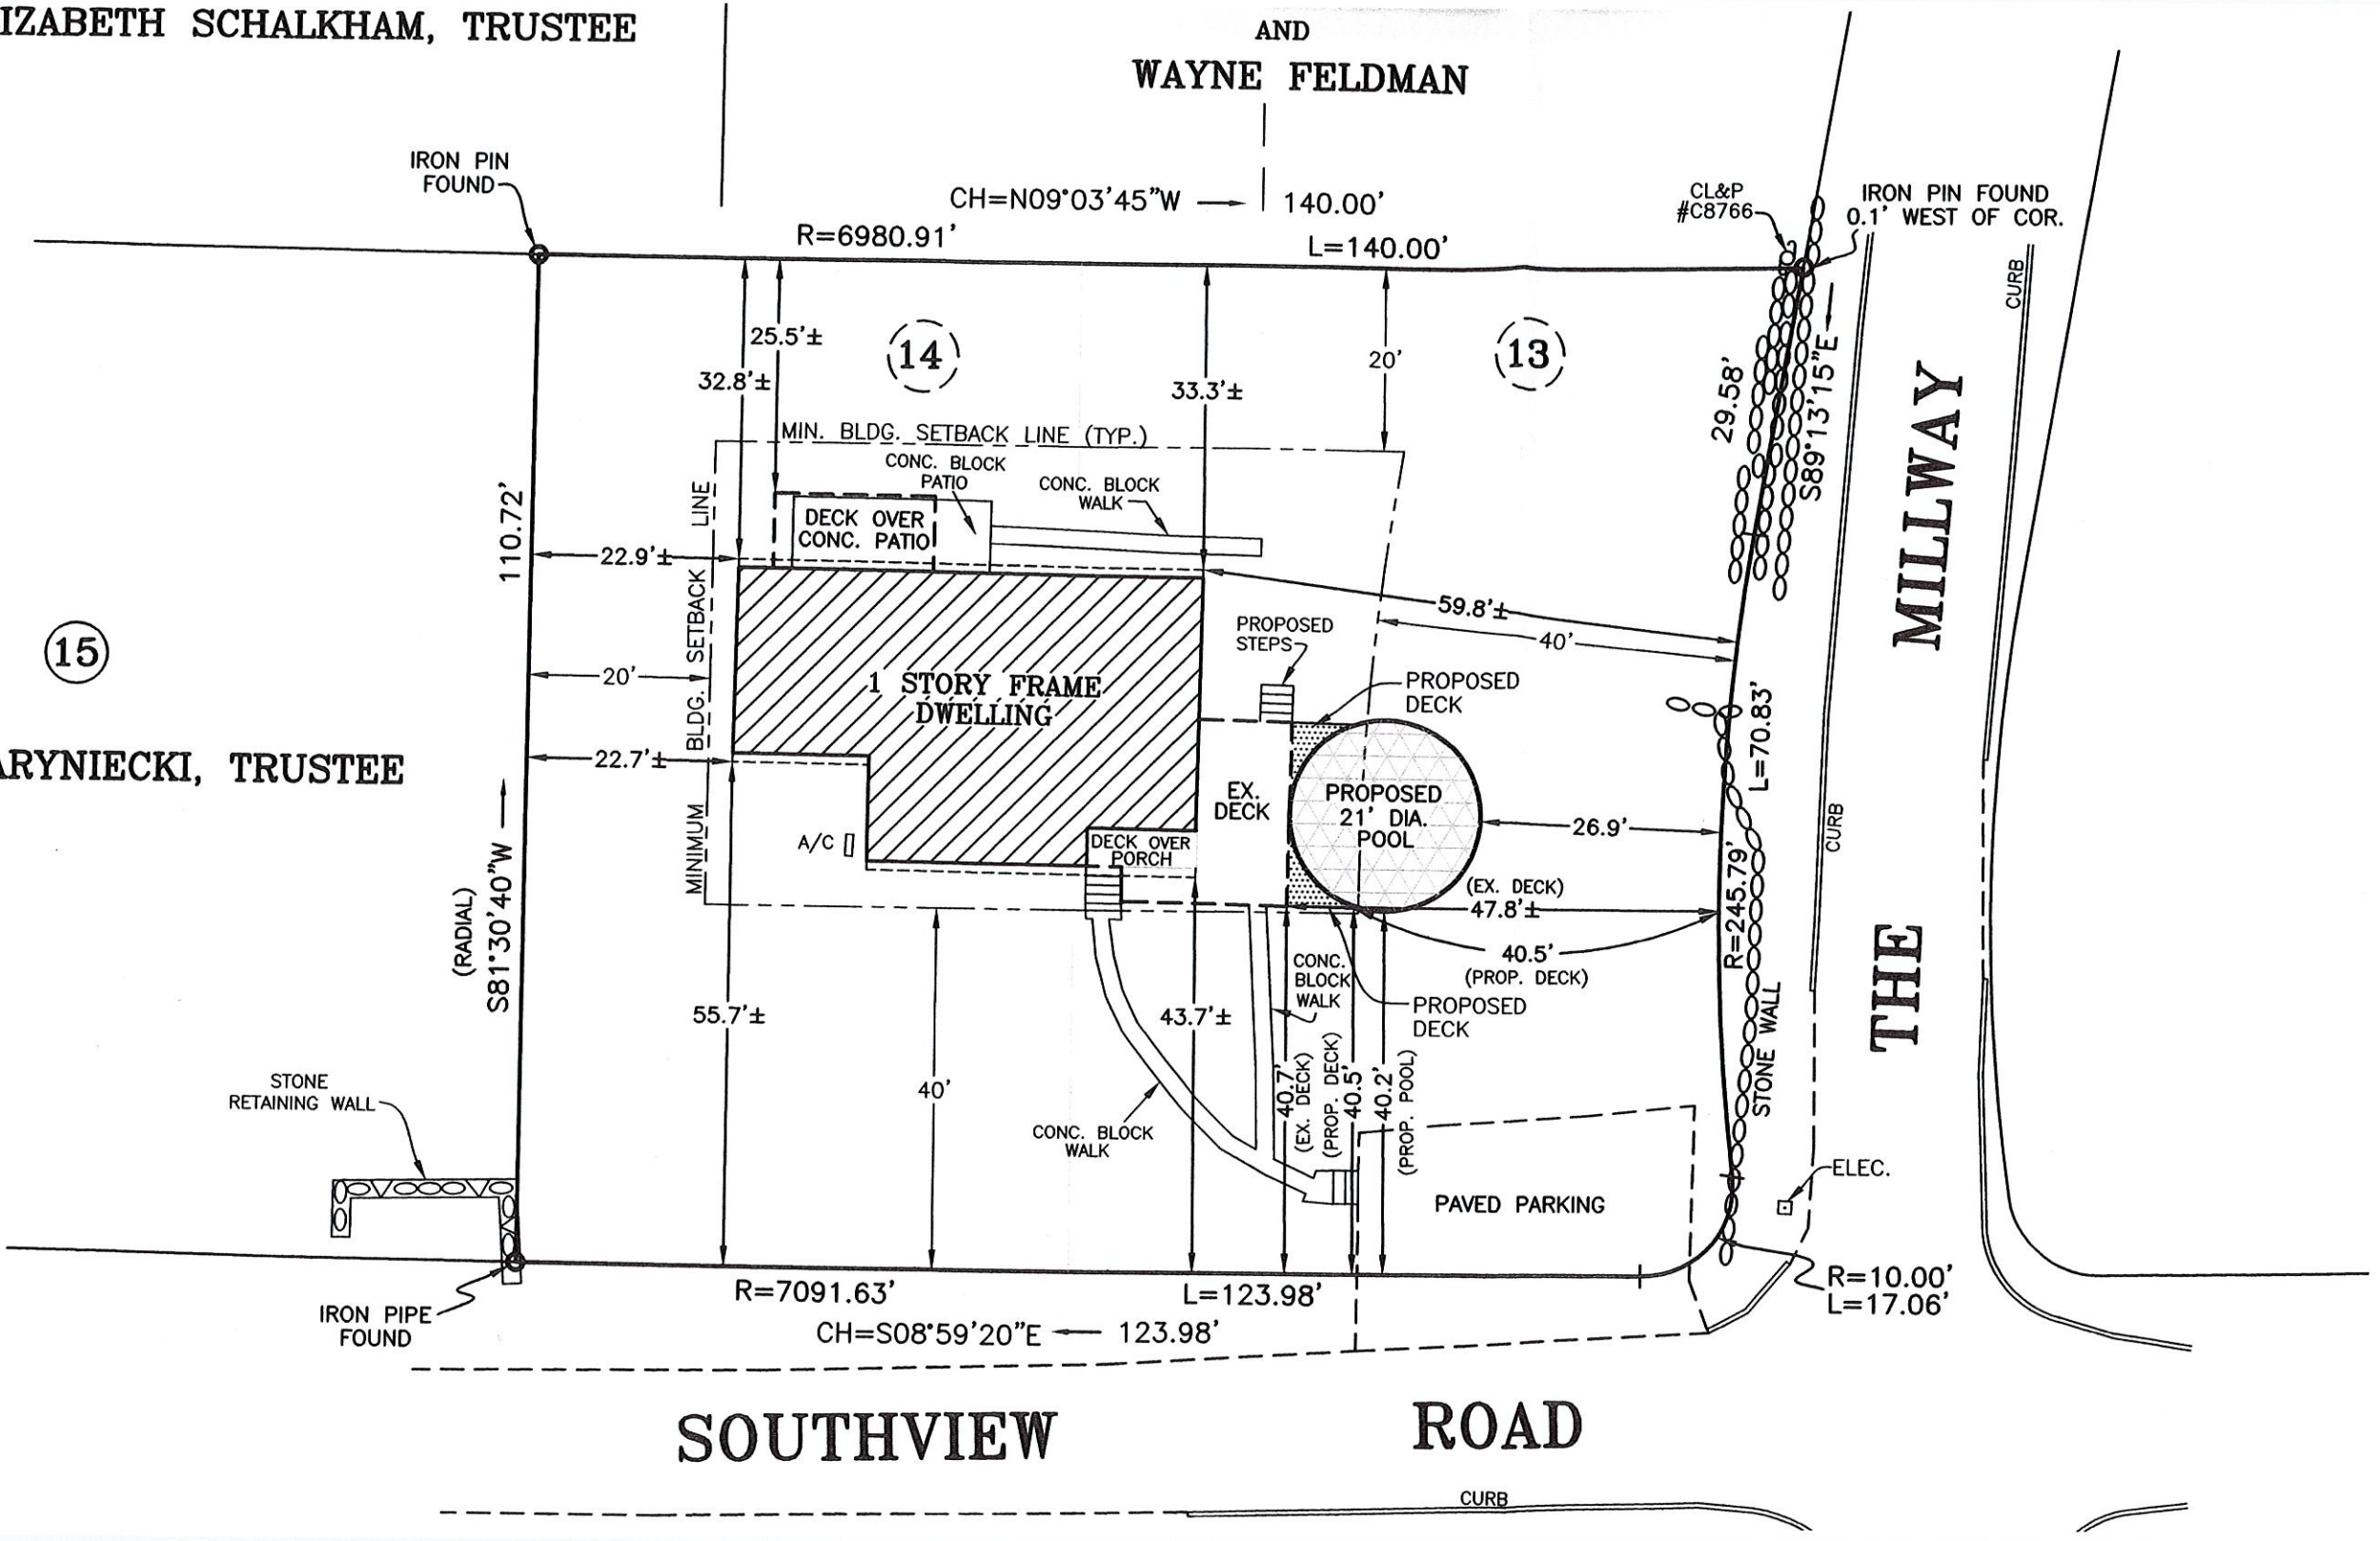 IZABETH SCHALKHAM, TRUSTEE
AND
WAYNE FELDMAN
IRON PIN
FOUND
CH=N09°03'45"W 140.00'
R=6980.91'
L=140.00'
CL&P
#C8766
IRON PIN FOUND
0.1' WEST OF COR.
CURB
25.5'±
32.8'±
14
33.3'±
20'
13
29.58'
S89°13'15"E
MIN. BLDG. SETBACK LINE (TYP.)
CONC. BLOCK
PATIO
CONC. BLOCK
WALK
DECK OVER
CONC. PATIO
110.72'
22.9'±
MINIMUM BLDG. SETBACK LINE
59.8'±
40'
THE MILLWAY
15
20'
1 STORY FRAME
DWELLING
PROPOSED
STEPS
PROPOSED
DECK
L=70.83'
ARYNIECKI, TRUSTEE
22.7'±
EX.
DECK
PROPOSED
21' DIA.
POOL
26.9'
CURB
A/C
DECK OVER
PORCH
(EX. DECK)
47.8'±
R=245.79'
(RADIAL)
S81°30'40"W
40.5'
(PROP. DECK)
CONC.
BLOCK
WALK
PROPOSED
DECK
55.7'±
43.7'±
40'
40.7'
(EX. DECK)
(PROP. DECK)
40.5'
40.2'
(PROP. POOL)
STONE WALL
STONE
RETAINING WALL
CONC. BLOCK
WALK
PAVED PARKING
ELEC.
IRON PIPE
FOUND
R=7091.63'
L=123.98'
R=10.00'
L=17.06'
CH=S08°59'20"E 123.98'
SOUTHVIEW ROAD
CURB